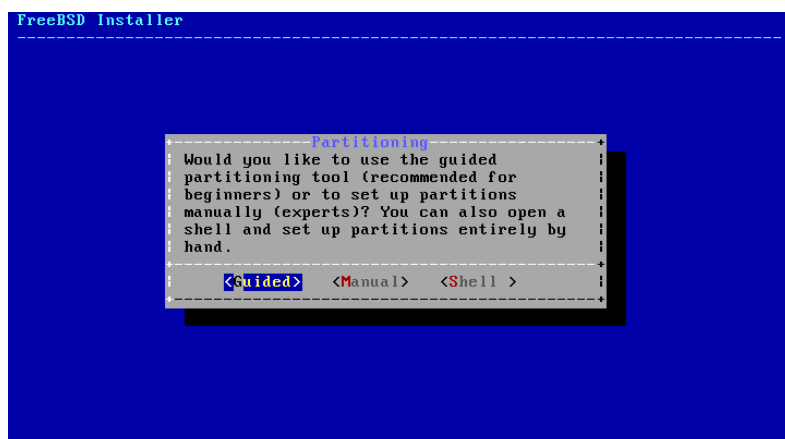 FreeBSD Installer
Partitioning
Would you like to use the guided
partitioning tool (recommended for
beginners) or to set up partitions
manually (experts)? You can also open a
shell and set up partitions entirely by
hand.
<Guided> <Manual> <Shell >